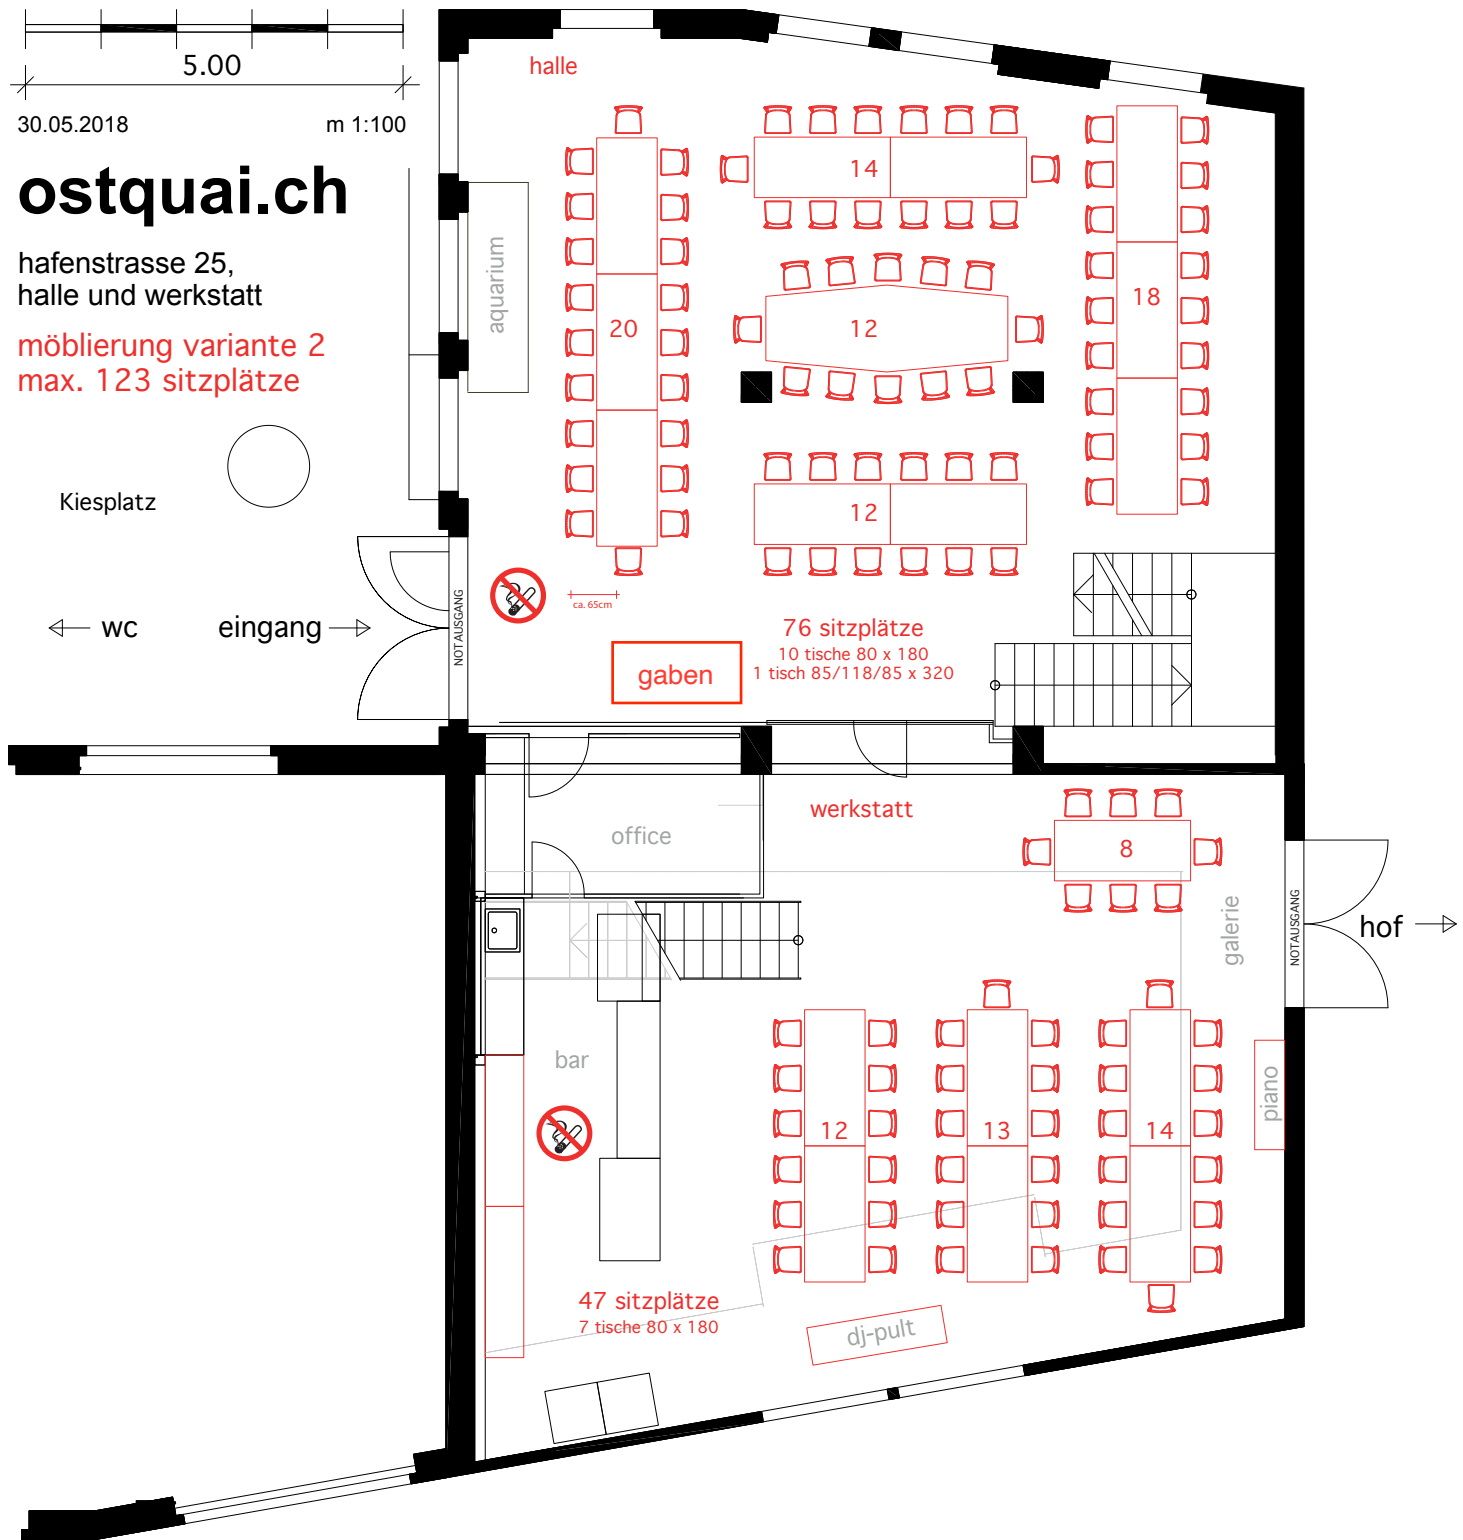 5.00
30.05.2018
m 1:100
ostquai.ch
hafenstrasse 25,
halle und werkstatt
möblierung variante 2
max. 123 sitzplätze
Kiesplatz
wc
eingang
NOTAUSGANG
halle
aquarium
20
14
12
12
18
ca. 65cm
gaben
76 sitzplätze
10 tische 80 x 180
1 tisch 85/118/85 x 320
office
werkstatt
8
galerie
NOTAUSGANG
hof
bar
12
13
14
piano
47 sitzplätze
7 tische 80 x 180
dj-pult